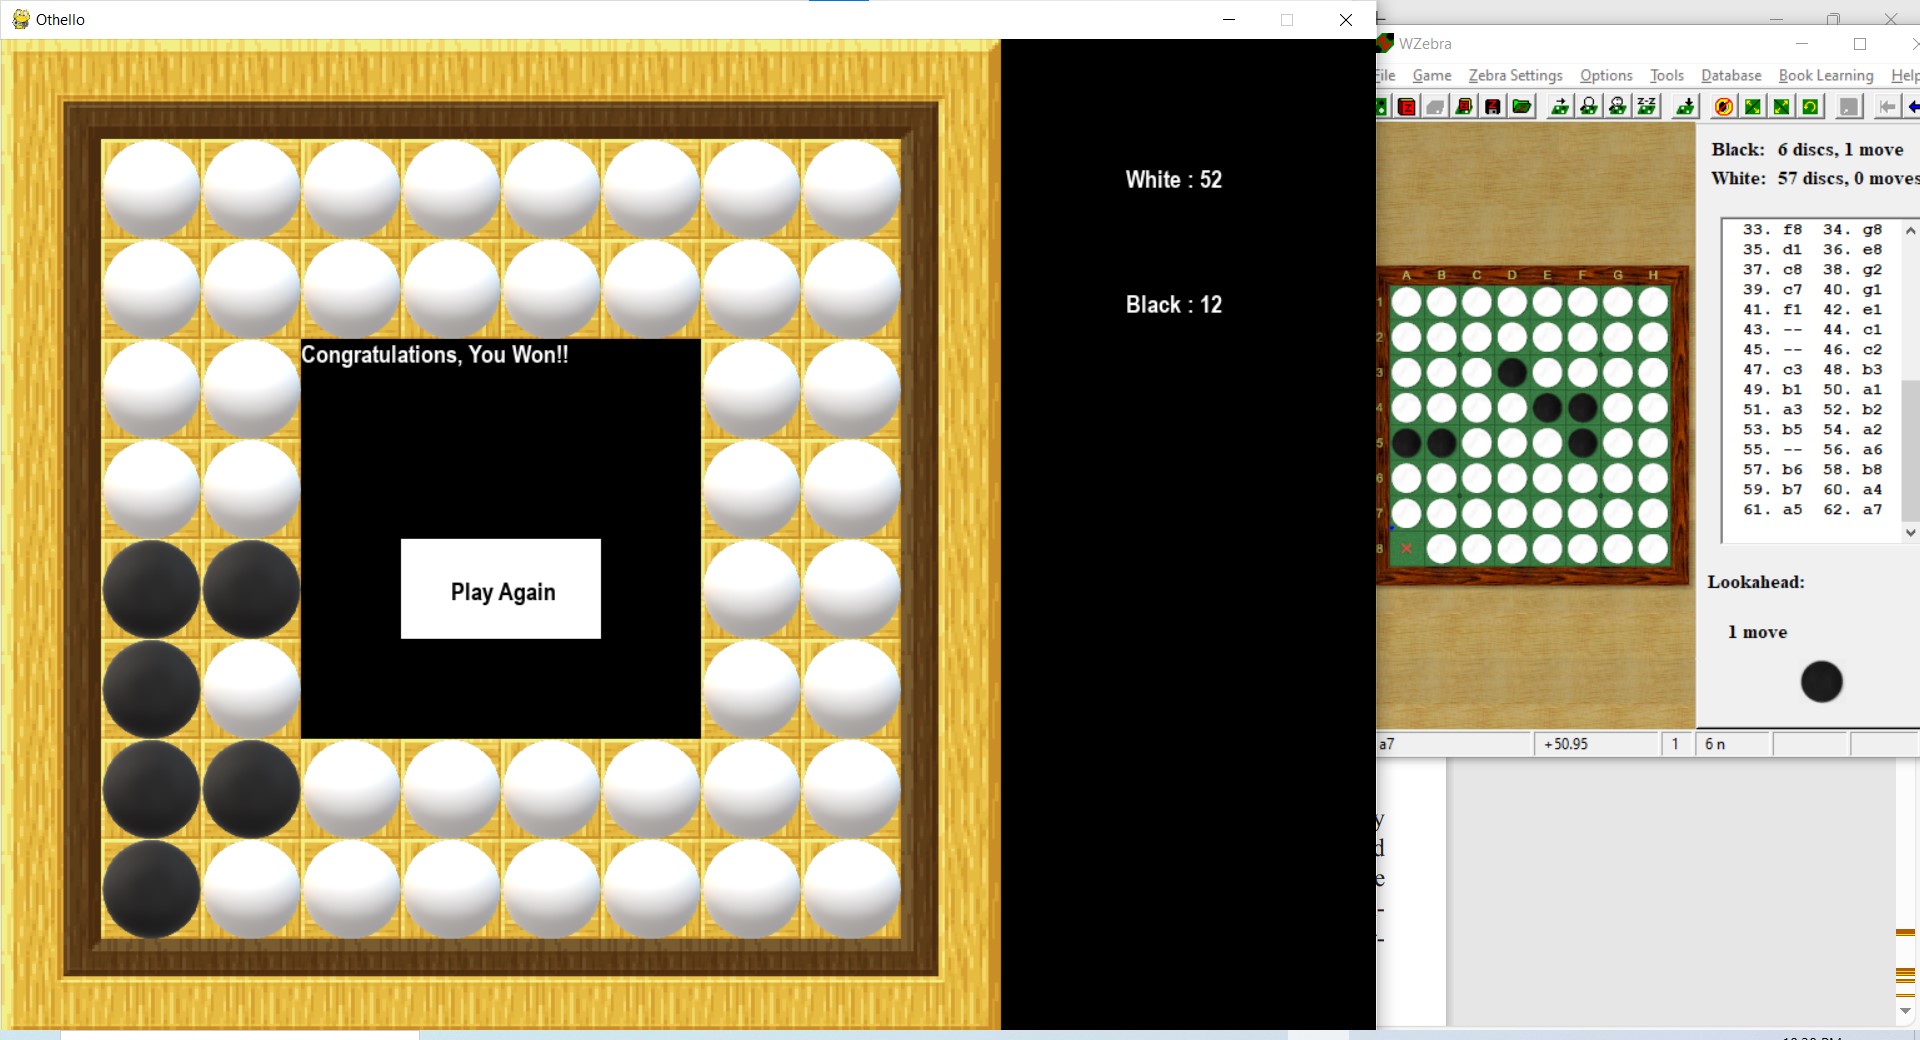 Othello
White : 52
Black : 12
Congratulations, You Won!!
Play Again
WZebra
File Game Zebra Settings Options Tools Database Book Learning Help
Black: 6 discs, 1 move
White: 57 discs, 0 moves
33. f8 34. g8
35. d1 36. e8
37. c8 38. g2
39. c7 40. g1
41. f1 42. e1
43. -- 44. c1
45. -- 46. c2
47. c3 48. b3
49. b1 50. a1
51. a3 52. b2
53. b5 54. a2
55. -- 56. a6
57. b6 58. b8
59. b7 60. a4
61. a5 62. a7
A B C D E F G H
1
2
3
4
5
6
7
8
Lookahead:
1 move
a7 +50.95 1 6 n
y
d
e
-
-